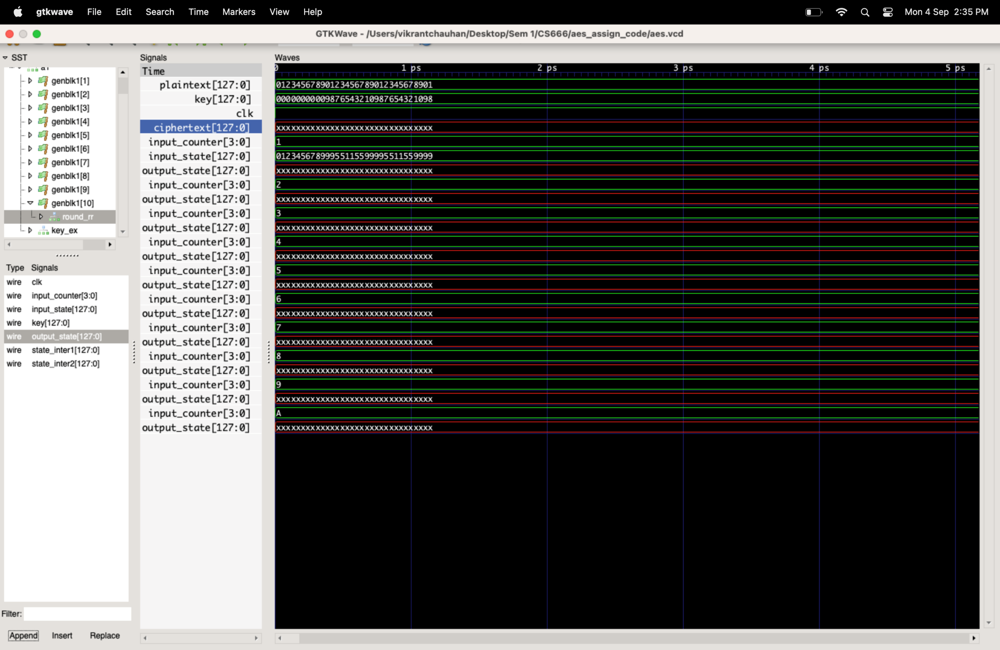 gtkwave File Edit Search Time Markers View Help Mon 4 Sep 2:35 PM
GTKWave - /Users/vikrantchauhan/Desktop/Sem 1/CS666/aes_assign_code/aes.vcd
SST
genblk1[1]
genblk1[2]
genblk1[3]
genblk1[4]
genblk1[5]
genblk1[6]
genblk1[7]
genblk1[8]
genblk1[9]
genblk1[10]
round_rr
key_ex
Type Signals
wire clk
wire input_counter[3:0]
wire input_state[127:0]
wire key[127:0]
wire output_state[127:0]
wire state_inter1[127:0]
wire state_inter2[127:0]
Filter:
Append Insert Replace
Signals
Waves
Time
0 1 ps 2 ps 3 ps 4 ps 5 ps
plaintext[127:0] 01234567890123456789012345678901
key[127:0] 00000000009876543210987654321098
clk
ciphertext[127:0] xxxxxxxxxxxxxxxxxxxxxxxxxxxxxxxx
input_counter[3:0] 1
input_state[127:0] 01234567899955115599995511559999
output_state[127:0] xxxxxxxxxxxxxxxxxxxxxxxxxxxxxxxx
input_counter[3:0] 2
output_state[127:0] xxxxxxxxxxxxxxxxxxxxxxxxxxxxxxxx
input_counter[3:0] 3
output_state[127:0] xxxxxxxxxxxxxxxxxxxxxxxxxxxxxxxx
input_counter[3:0] 4
output_state[127:0] xxxxxxxxxxxxxxxxxxxxxxxxxxxxxxxx
input_counter[3:0] 5
output_state[127:0] xxxxxxxxxxxxxxxxxxxxxxxxxxxxxxxx
input_counter[3:0] 6
output_state[127:0] xxxxxxxxxxxxxxxxxxxxxxxxxxxxxxxx
input_counter[3:0] 7
output_state[127:0] xxxxxxxxxxxxxxxxxxxxxxxxxxxxxxxx
input_counter[3:0] 8
output_state[127:0] xxxxxxxxxxxxxxxxxxxxxxxxxxxxxxxx
input_counter[3:0] 9
output_state[127:0] xxxxxxxxxxxxxxxxxxxxxxxxxxxxxxxx
input_counter[3:0] A
output_state[127:0] xxxxxxxxxxxxxxxxxxxxxxxxxxxxxxxx